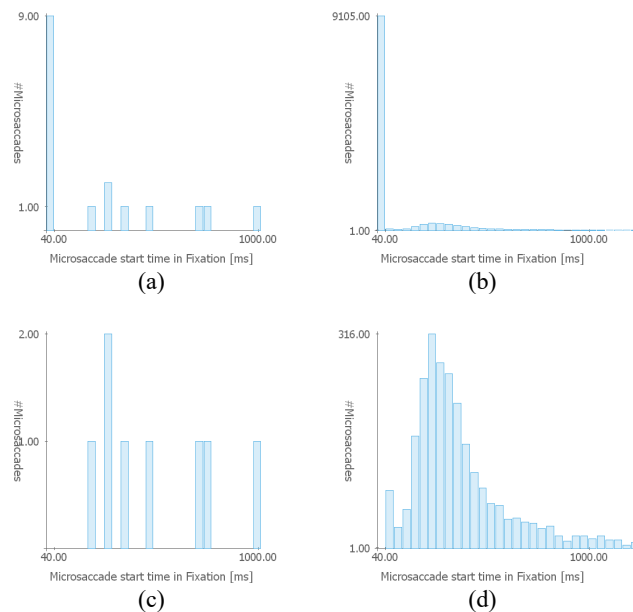 9.00
#Microsaccades
1.00
40.00 1000.00
Microsaccade start time in Fixation [ms]
(a)
9105.00
#Microsaccades
1.00
40.00 1000.00
Microsaccade start time in Fixation [ms]
(b)
2.00
#Microsaccades
1.00
40.00 1000.00
Microsaccade start time in Fixation [ms]
(c)
316.00
#Microsaccades
1.00
40.00 1000.00
Microsaccade start time in Fixation [ms]
(d)